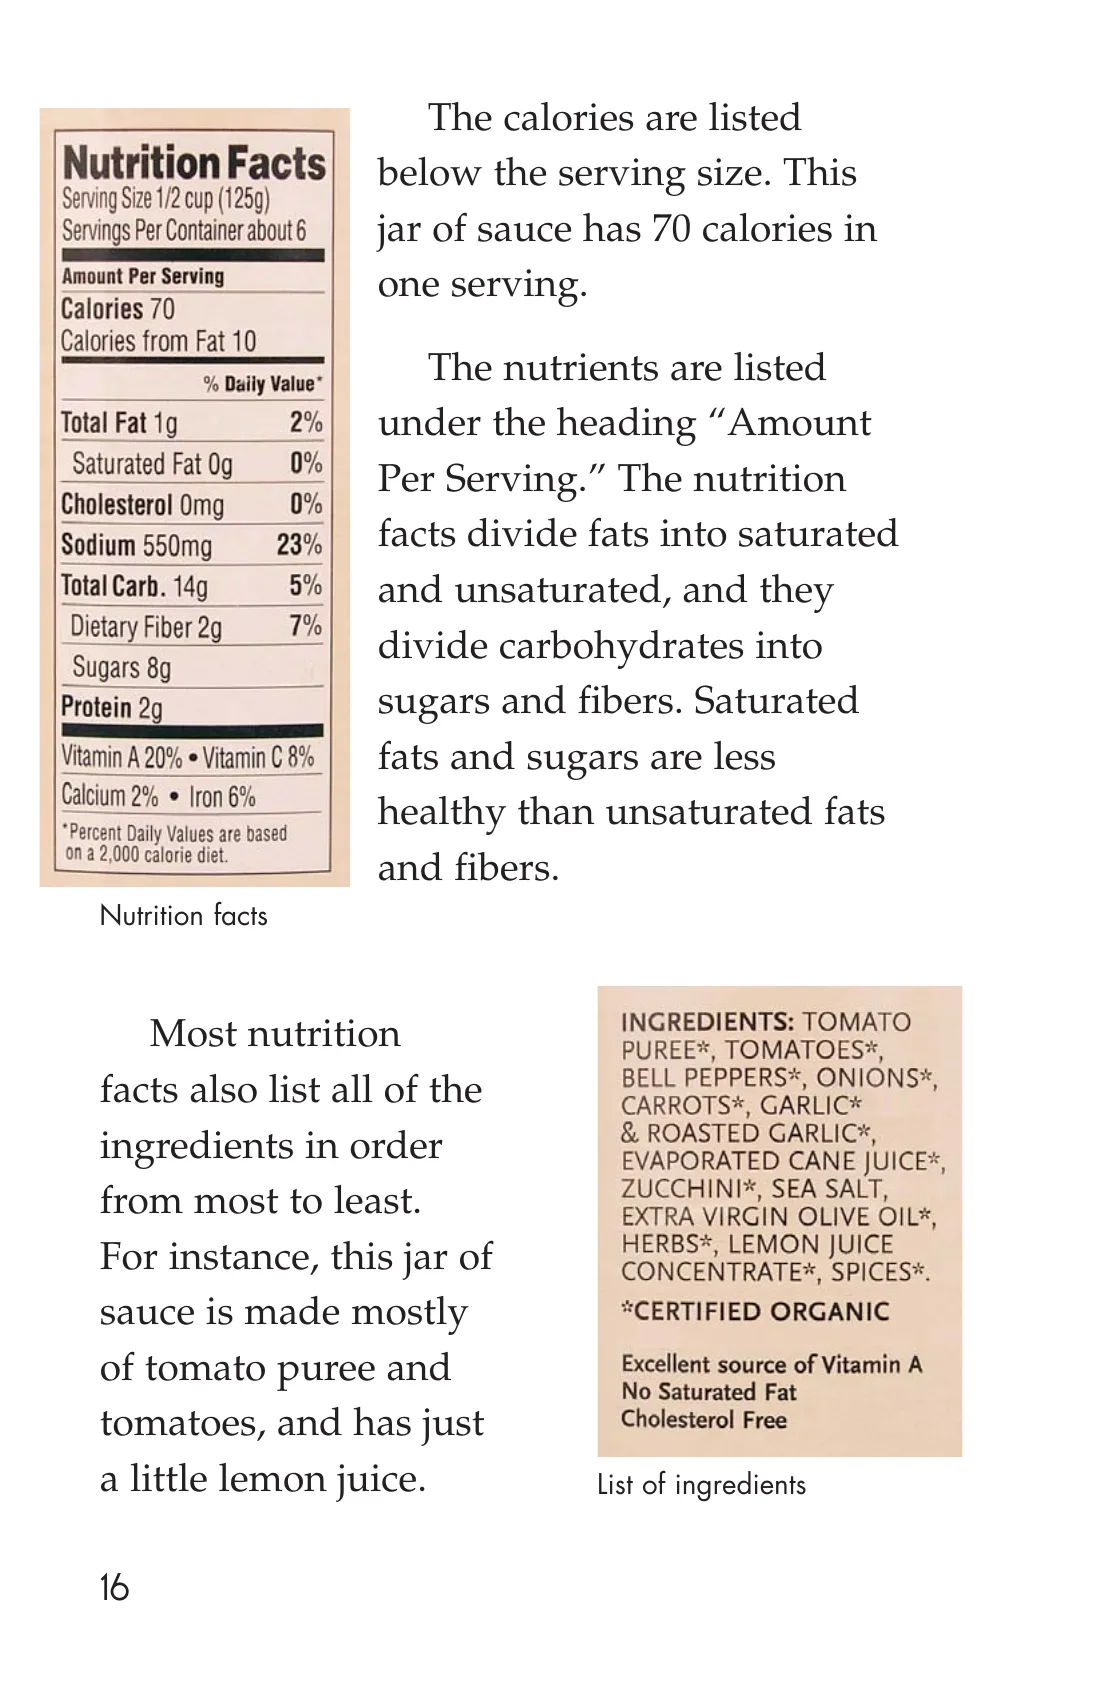 Nutrition Facts
Serving Size 1/2 cup (125g)
Servings Per Container about 6
Amount Per Serving
Calories 70
Calories from Fat 10
% Daily Value*
Total Fat 1g 2%
Saturated Fat 0g 0%
Cholesterol 0mg 0%
Sodium 550mg 23%
Total Carb. 14g 5%
Dietary Fiber 2g 7%
Sugars 8g
Protein 2g
Vitamin A 20% • Vitamin C 8%
Calcium 2% • Iron 6%
*Percent Daily Values are based
on a 2,000 calorie diet.
Nutrition facts
The calories are listed
below the serving size. This
jar of sauce has 70 calories in
one serving.
The nutrients are listed
under the heading “Amount
Per Serving.” The nutrition
facts divide fats into saturated
and unsaturated, and they
divide carbohydrates into
sugars and fibers. Saturated
fats and sugars are less
healthy than unsaturated fats
and fibers.
Most nutrition
facts also list all of the
ingredients in order
from most to least.
For instance, this jar of
sauce is made mostly
of tomato puree and
tomatoes, and has just
a little lemon juice.
INGREDIENTS: TOMATO
PUREE*, TOMATOES*,
BELL PEPPERS*, ONIONS*,
CARROTS*, GARLIC*
& ROASTED GARLIC*,
EVAPORATED CANE JUICE*,
ZUCCHINI*, SEA SALT,
EXTRA VIRGIN OLIVE OIL*,
HERBS*, LEMON JUICE
CONCENTRATE*, SPICES*.
*CERTIFIED ORGANIC
Excellent source of Vitamin A
No Saturated Fat
Cholesterol Free
List of ingredients
16